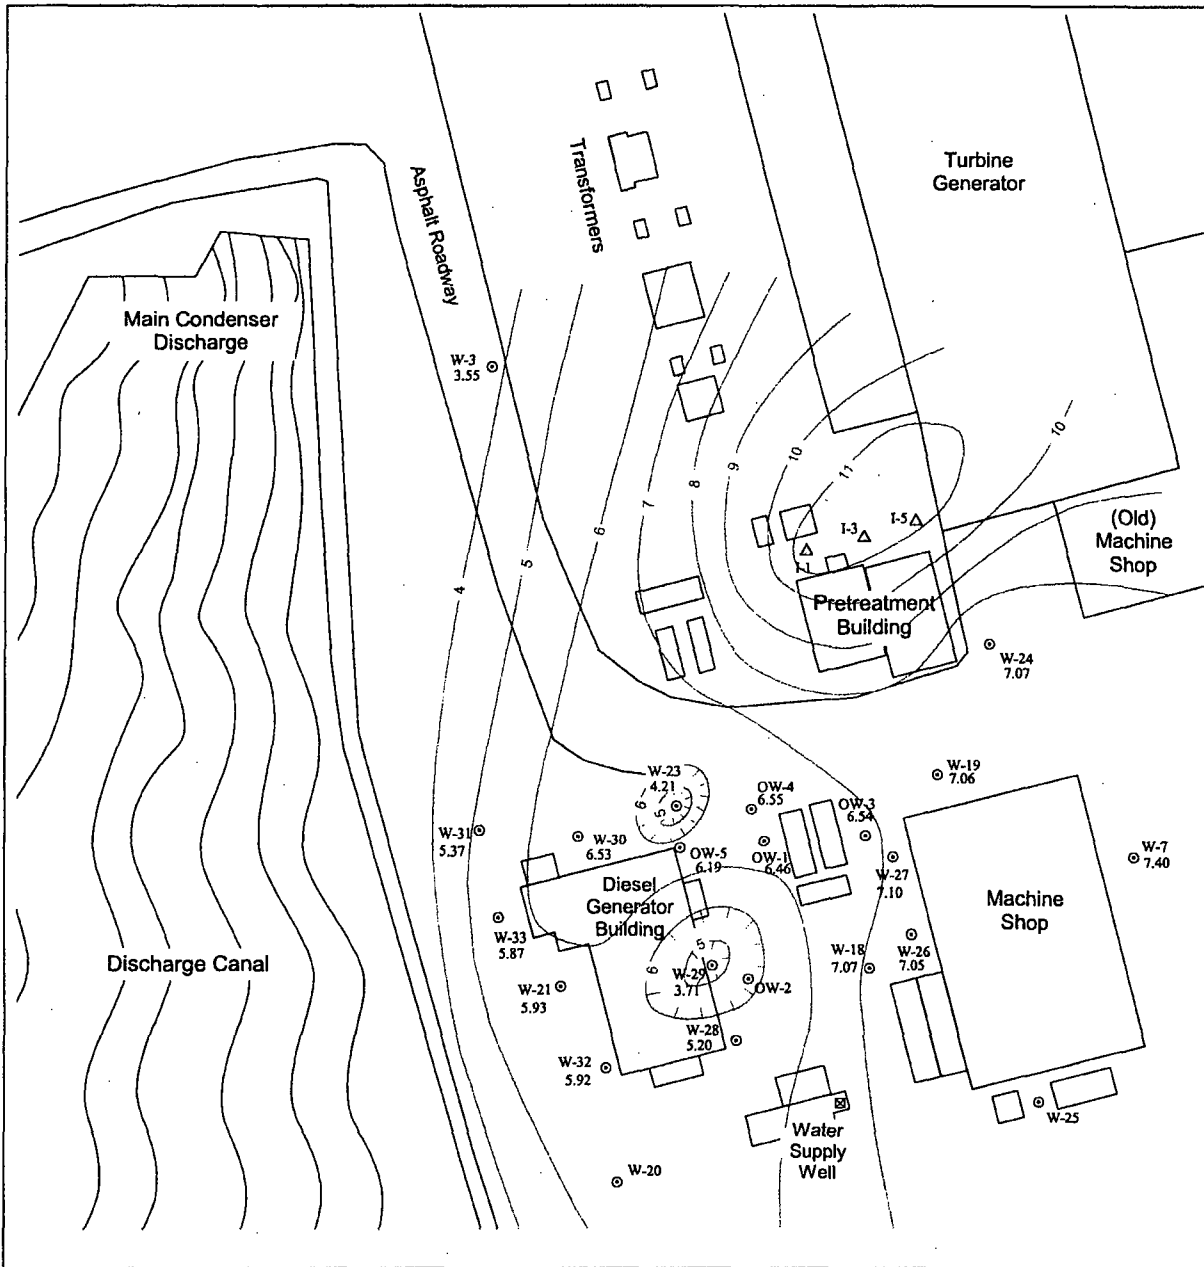 Turbine
Generator
Transformers
Asphalt Roadway
Main Condenser
Discharge
W-3
3.55
10
9
10
11
8
7
6
5
4
I-5
I-3
I-1
(Old)
Machine
Shop
Pretreatment
Building
W-24
7.07
W-23
4.21
6
5
W-19
7.06
OW-4
6.55
OW-3
6.54
W-31
5.37
W-30
6.53
OW-5
6.19
OW-1
6.46
W-27
7.10
W-7
7.40
Diesel
Generator
Building
Machine
Shop
W-33
5.87
5
6
W-29
3.71
OW-2
W-18
7.07
W-26
7.05
Discharge Canal
W-21
5.93
W-28
5.20
W-32
5.92
W-25
Water
Supply
Well
W-20